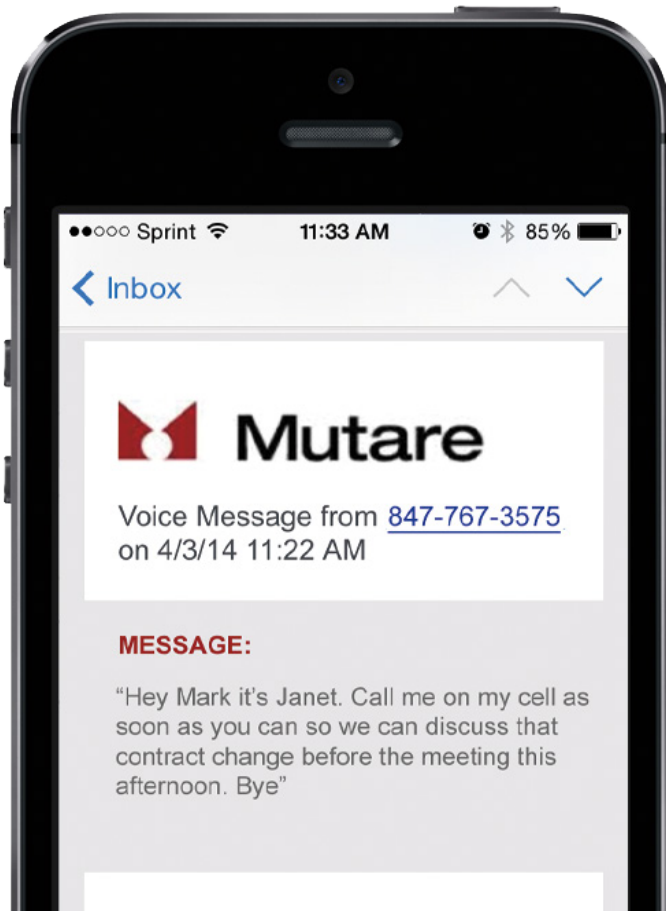 Sprint 11:33 AM 85%
Inbox
Mutare
Voice Message from 847-767-3575
on 4/3/14 11:22 AM
MESSAGE:
“Hey Mark it's Janet. Call me on my cell as
soon as you can so we can discuss that
contract change before the meeting this
afternoon. Bye”